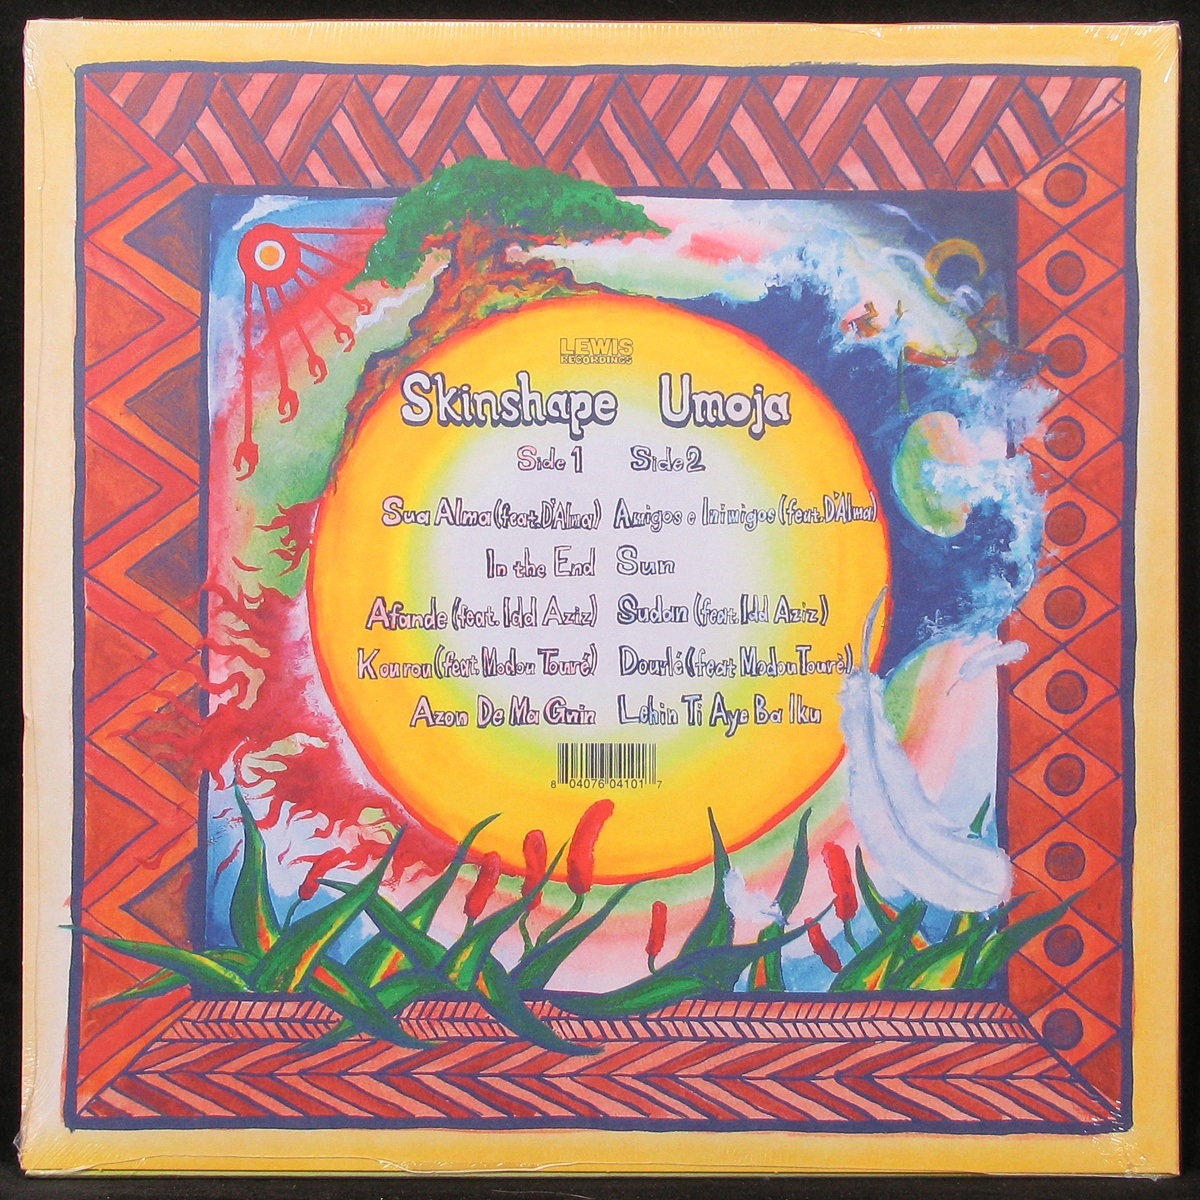 LEWIS
RECORDINGS
Skinshape Umoja
Side 1 Side 2
Sua Alma (feat. D'Alma) Amigos e Inimigos (feat. D'Alma)
In the End Sun
Afande (feat. Idd Aziz) Sudan (feat. Idd Aziz)
Kourou (feat. Modou Touré) Dourlé (feat Modou Touré)
Azon De Ma Gnin Lehin Ti Aye Ba Iku
8 04076 04101 7